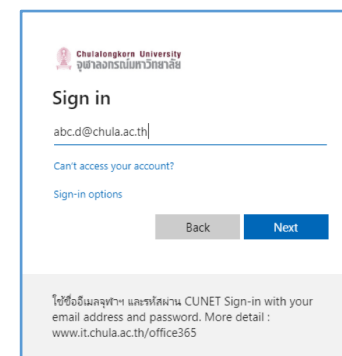 Chulalongkorn University
จุฬาลงกรณ์มหาวิทยาลัย
Sign in
abc.d@chula.ac.th
Can't access your account?
Sign-in options
Back Next
ใช้ชื่ออีเมลจุฬาฯ และรหัสผ่าน CUNET Sign-in with your
email address and password. More detail :
www.it.chula.ac.th/office365